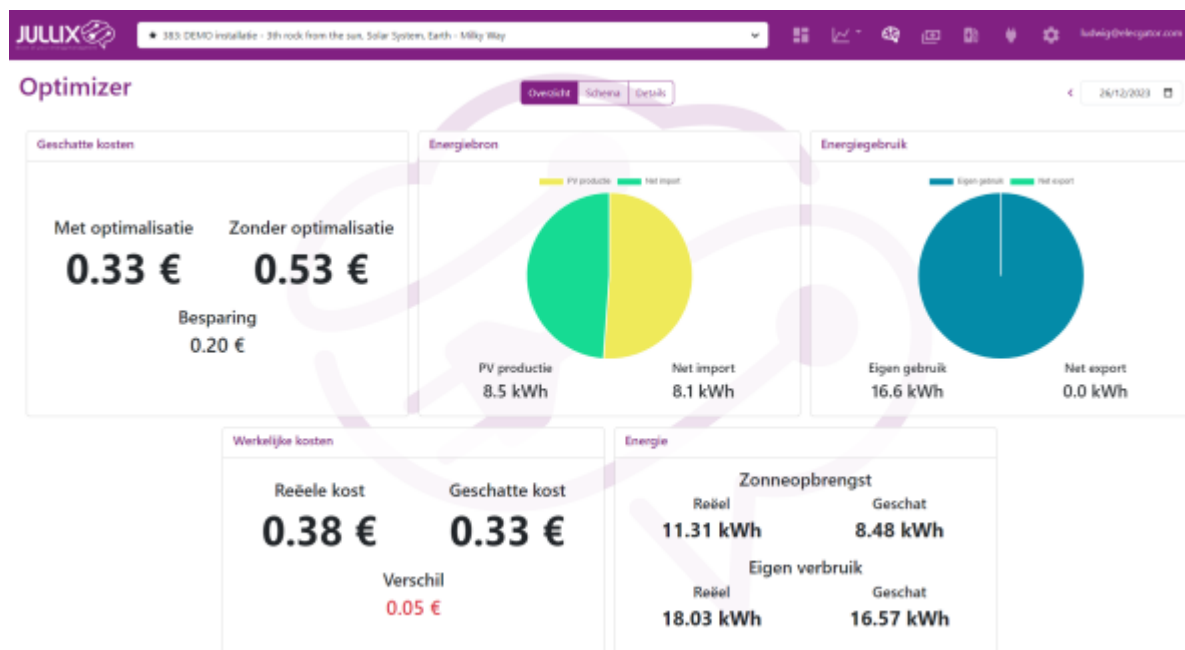 JULLIX
★ 383: DEMO installatie - 3th rock from the sun, Solar System, Earth - Milky Way
ludwig@elecgator.com
Optimizer
Overzicht Schema Details
26/12/2023
Geschatte kosten
Met optimalisatie Zonder optimalisatie
0.33 € 0.53 €
Besparing
0.20 €
Energiebron
PV productie Net import
PV productie Net import
8.5 kWh 8.1 kWh
Energiegebruik
Eigen gebruik Net export
Eigen gebruik Net export
16.6 kWh 0.0 kWh
Werkelijke kosten
Reëele kost Geschatte kost
0.38 € 0.33 €
Verschil
0.05 €
Energie
Zonneopbrengst
Reëel Geschat
11.31 kWh 8.48 kWh
Eigen verbruik
Reëel Geschat
18.03 kWh 16.57 kWh